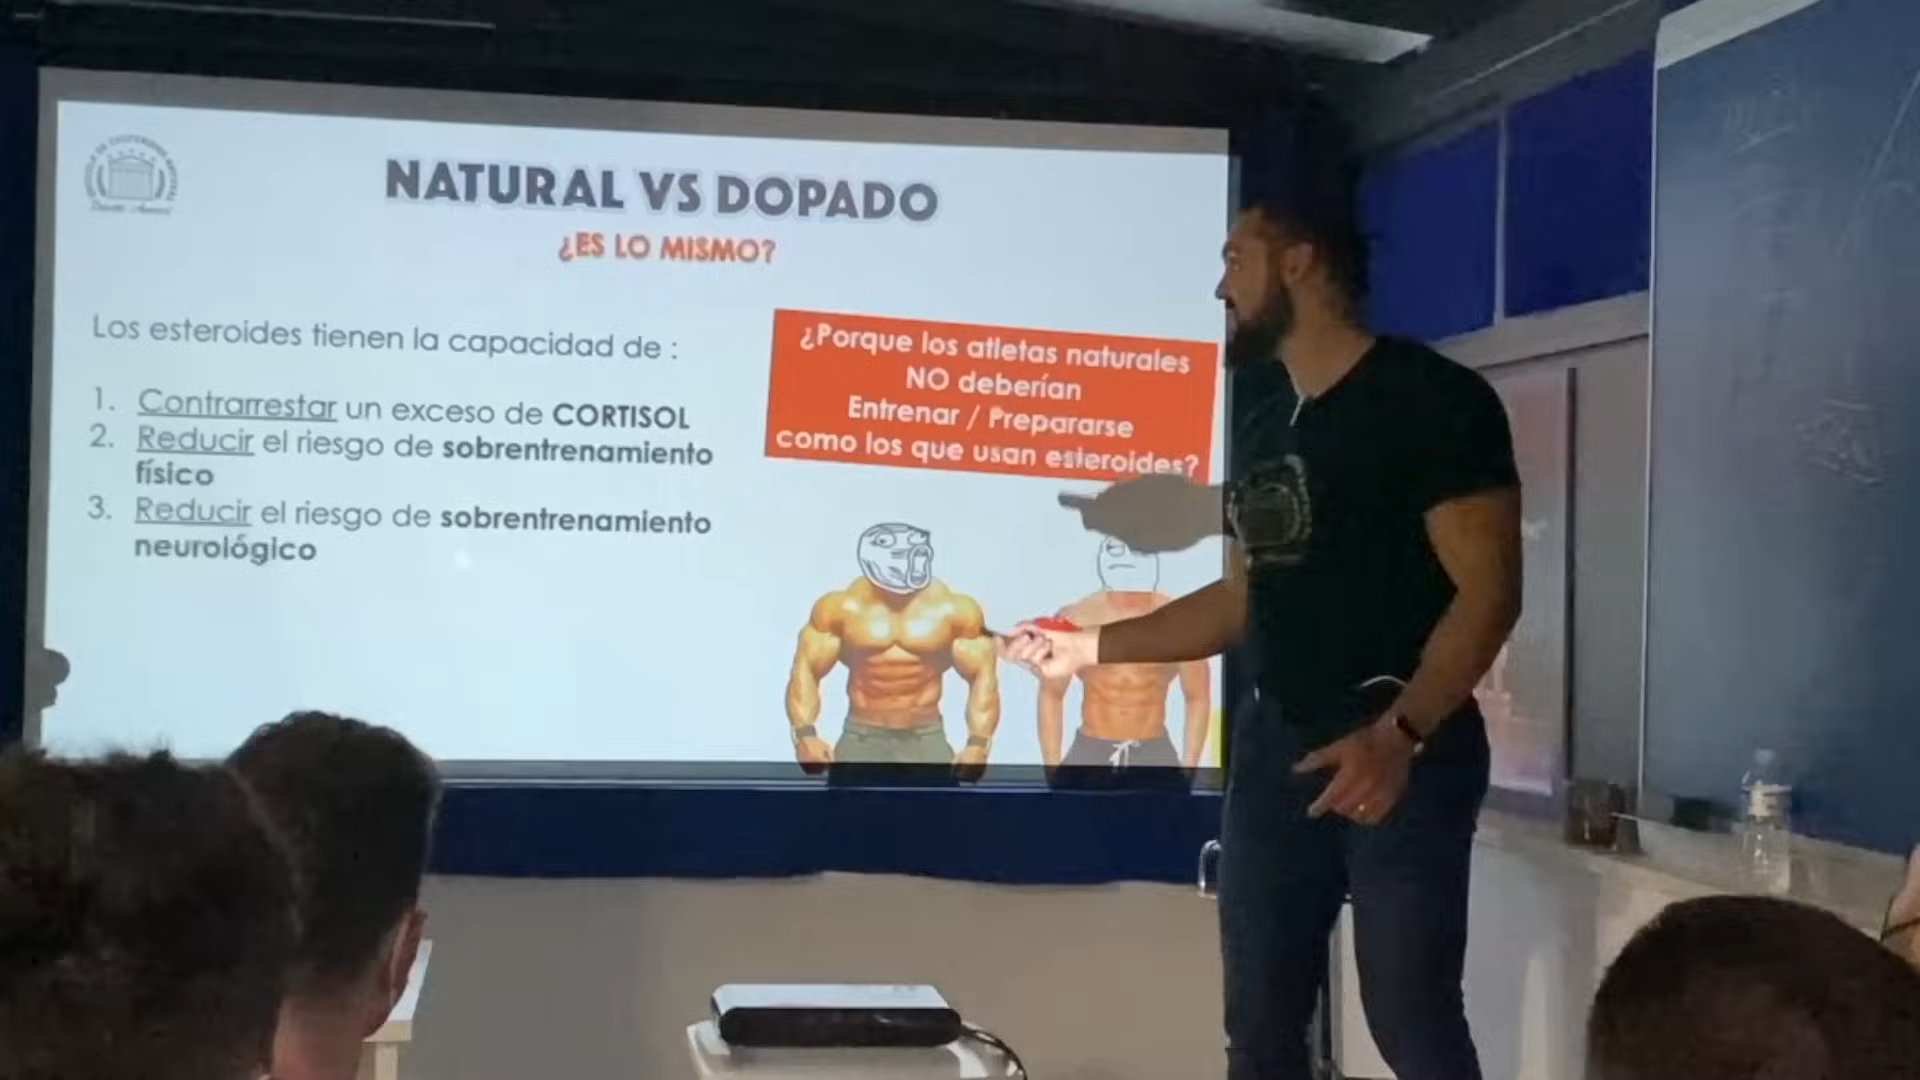 NATURAL VS DOPADO
¿ES LO MISMO?
Los esteroides tienen la capacidad de :
1. Contrarrestar un exceso de CORTISOL
2. Reducir el riesgo de sobrentrenamiento
físico
3. Reducir el riesgo de sobrentrenamiento
neurológico
¿Porque los atletas naturales
NO deberían
Entrenar / Prepararse
como los que usan esteroides?